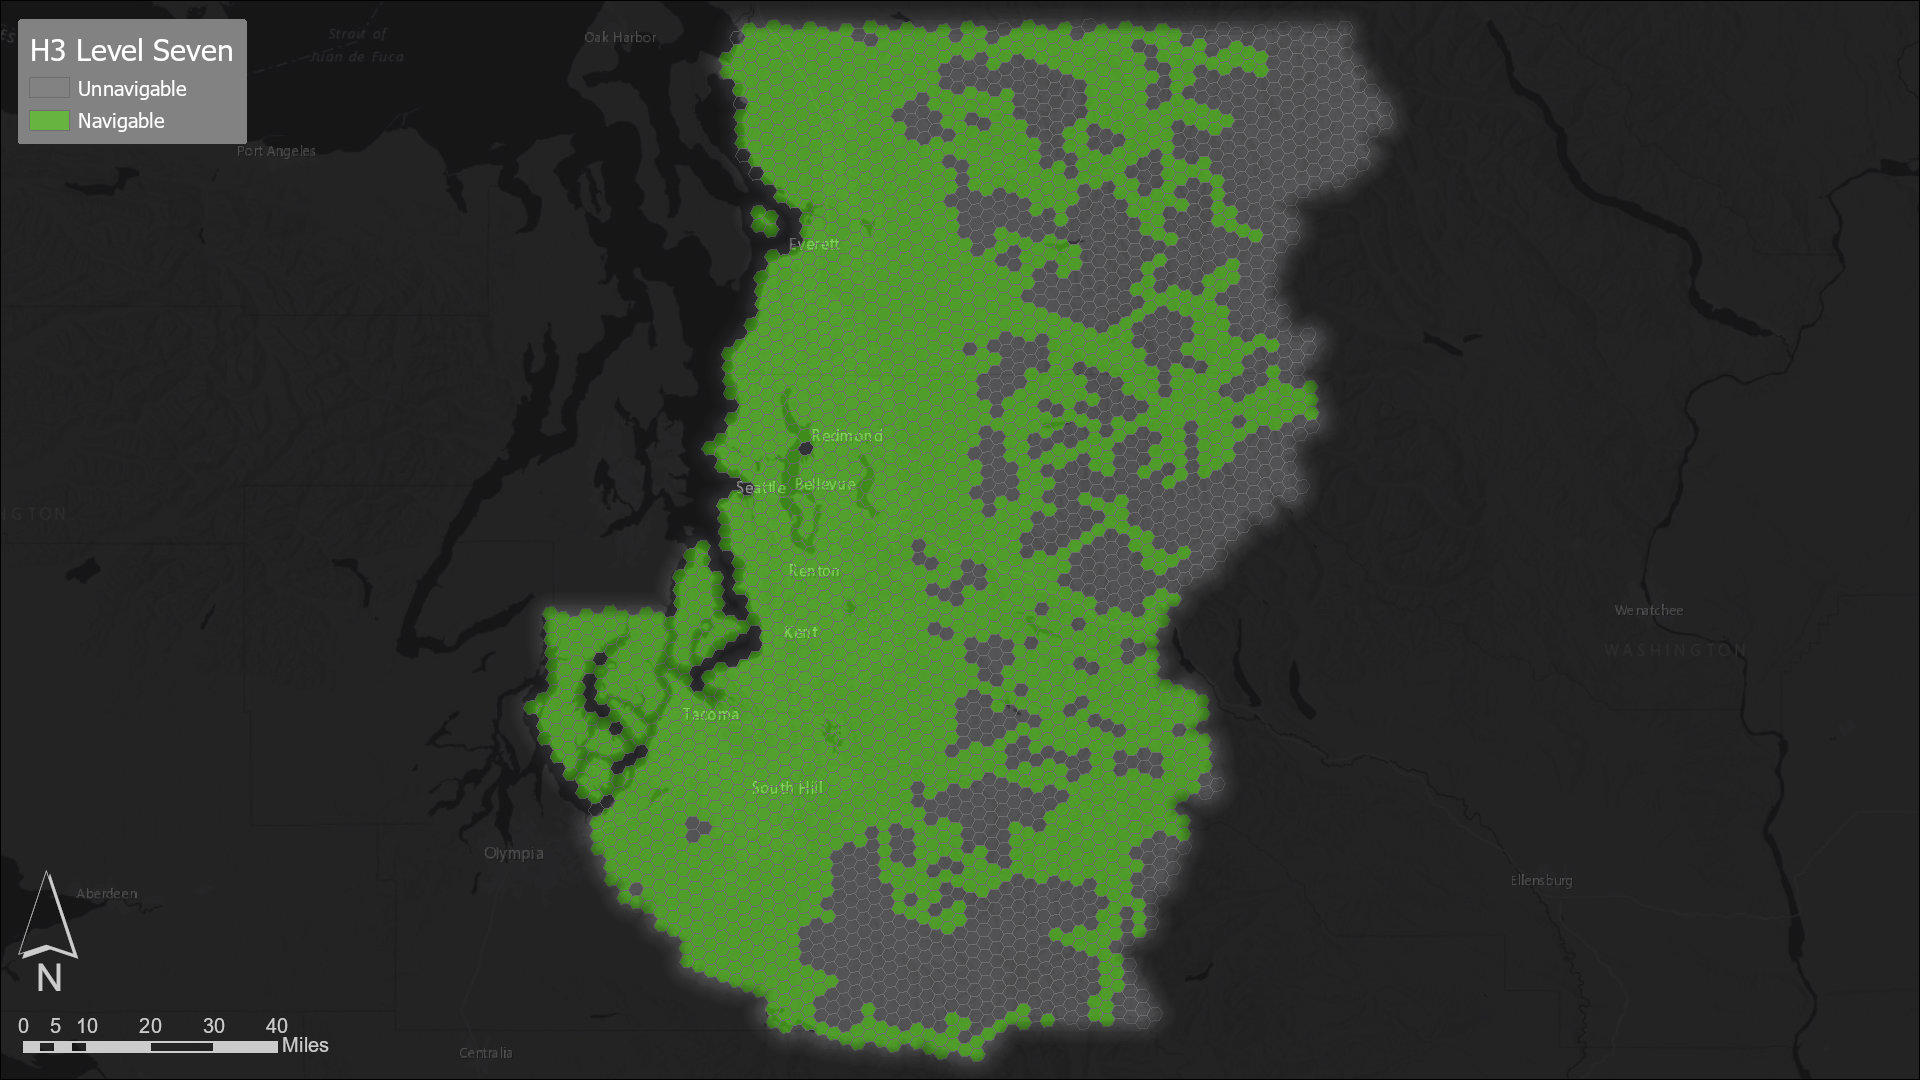 H3 Level Seven
Unnavigable
Navigable
Strait of
Juan de Fuca
Oak Harbor
Port Angeles
Everett
Redmond
Seattle
Bellevue
Renton
Kent
Tacoma
South Hill
Olympia
Aberdeen
Centralia
Wenatchee
WASHINGTON
Ellensburg
NGTON
N
0 5 10 20 30 40
Miles